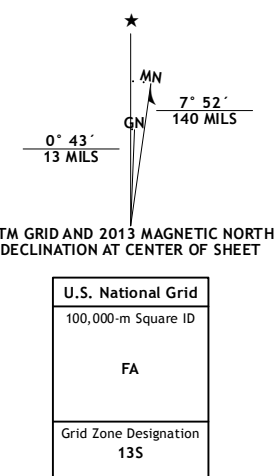 ★
MN
GN
7° 52´
140 MILS
0° 43´
13 MILS
TM GRID AND 2013 MAGNETIC NORTH
DECLINATION AT CENTER OF SHEET
U.S. National Grid
100,000-m Square ID
FA
Grid Zone Designation
13S